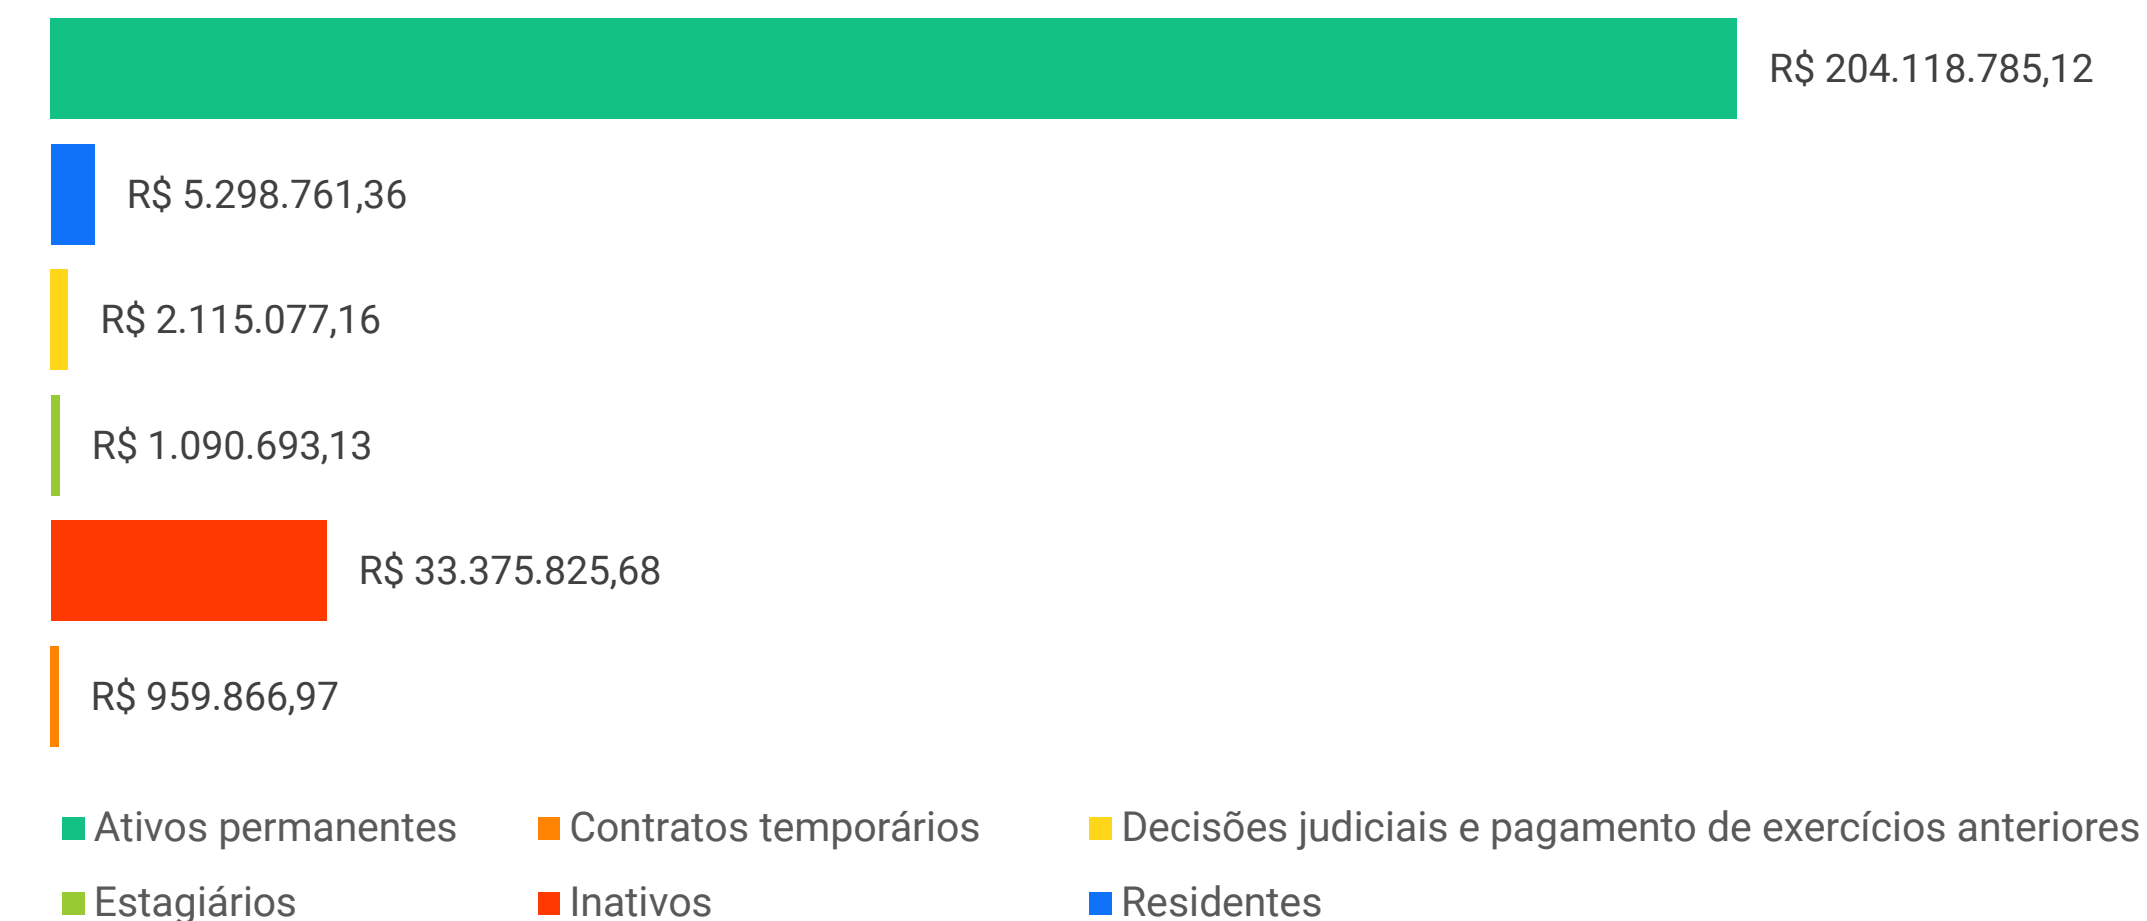 R$ 204.118.785,12
R$ 5.298.761,36
R$ 2.115.077,16
R$ 1.090.693,13
R$ 33.375.825,68
R$ 959.866,97
Ativos permanentes
Contratos temporários
Decisões judiciais e pagamento de exercícios anteriores
Estagiários
Inativos
Residentes